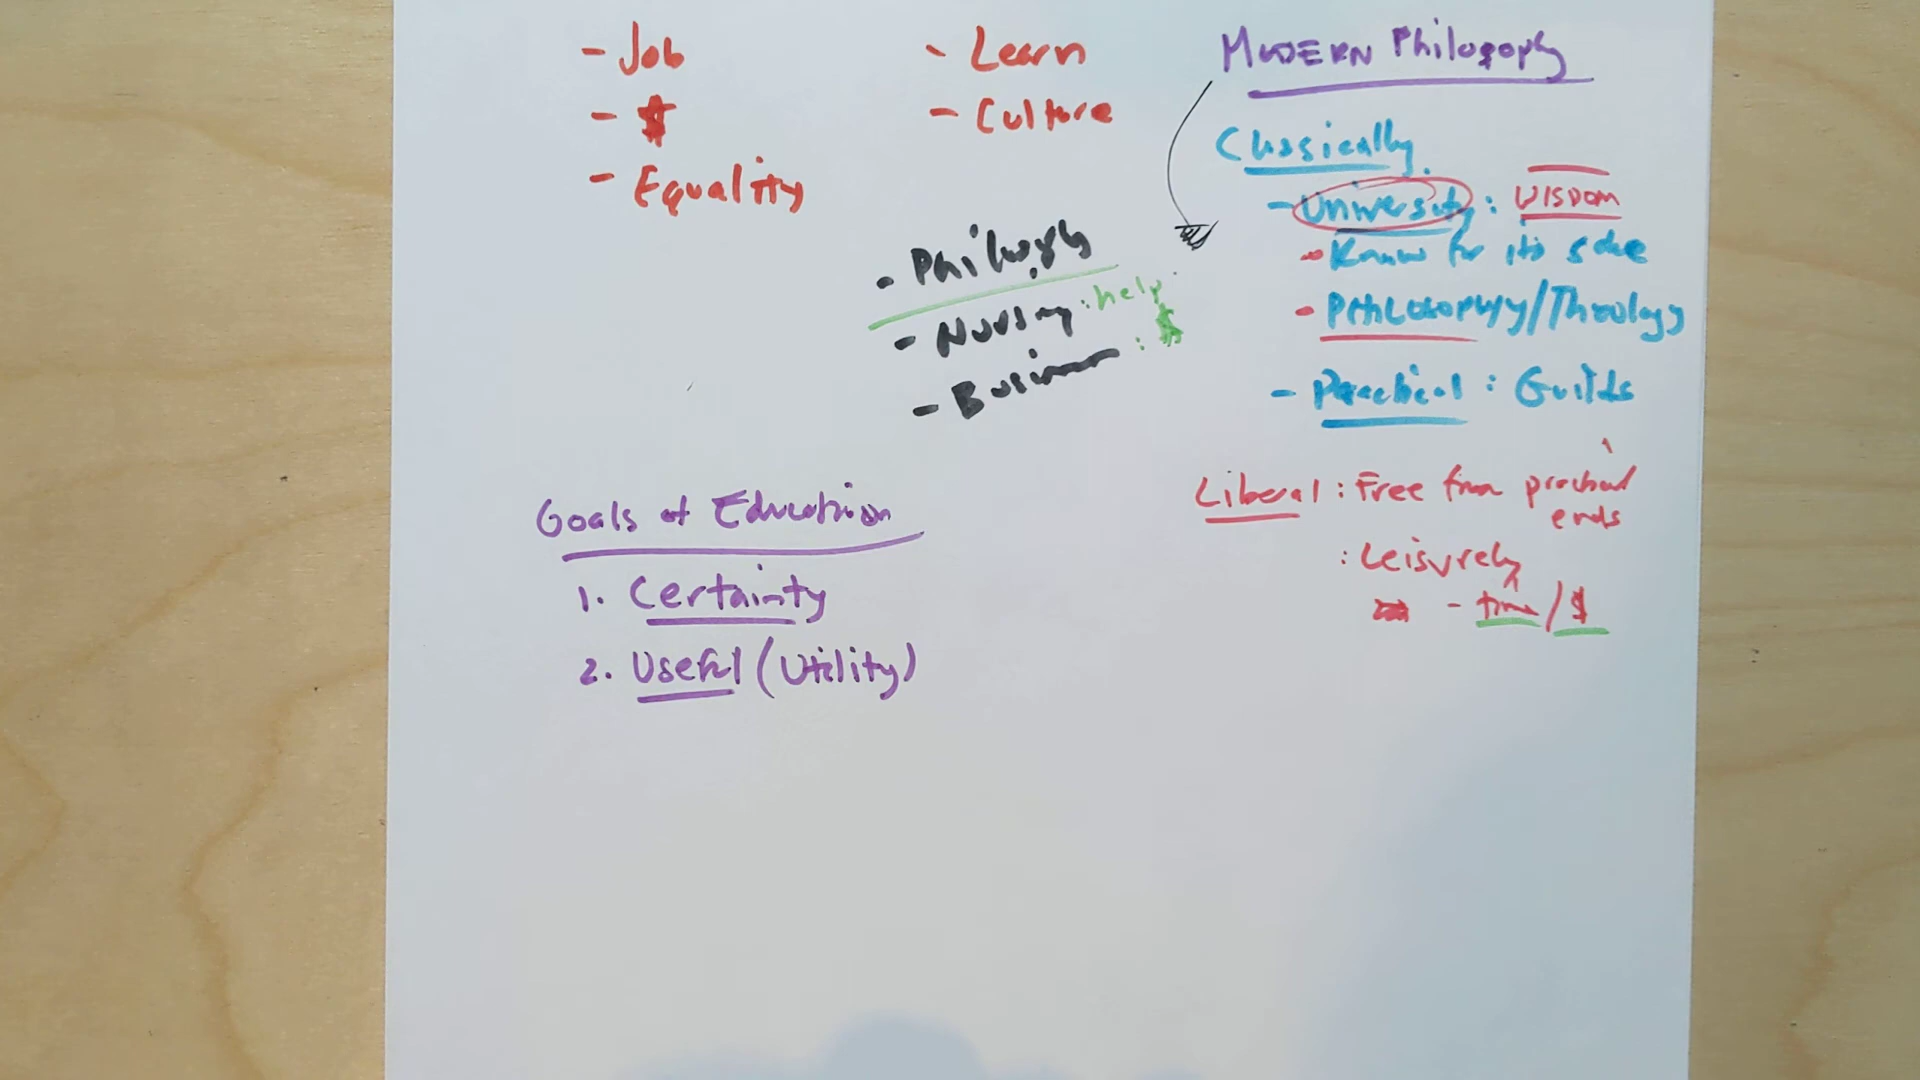 - Job
- $
- Equality
- Learn
- Culture
- Philosophy
- Nursing : help
- Business : $
Goals of Education
1. Certainty
2. Useful (Utility)
MODERN Philosophy
Classically
- University : WISDOM
- Know for its sake
- PHILOSOPHY/Theology
- Practical : Guilds
Liberal : Free from practical
ends
: Leisurely
- time / $